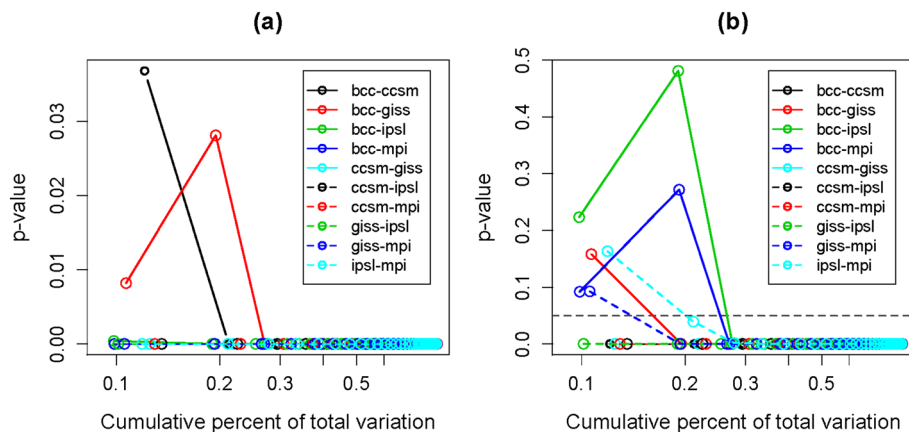 (a)
p-value
0.00
0.01
0.02
0.03
bcc-ccsm
bcc-giss
bcc-ipsl
bcc-mpi
ccsm-giss
ccsm-ipsl
ccsm-mpi
giss-ipsl
giss-mpi
ipsl-mpi
0.1
0.2
0.3
0.5
Cumulative percent of total variation
(b)
p-value
0.0
0.1
0.2
0.3
0.4
0.5
bcc-ccsm
bcc-giss
bcc-ipsl
bcc-mpi
ccsm-giss
ccsm-ipsl
ccsm-mpi
giss-ipsl
giss-mpi
ipsl-mpi
0.1
0.2
0.3
0.5
Cumulative percent of total variation